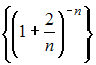 {(1 + 2/n)^{-n}}